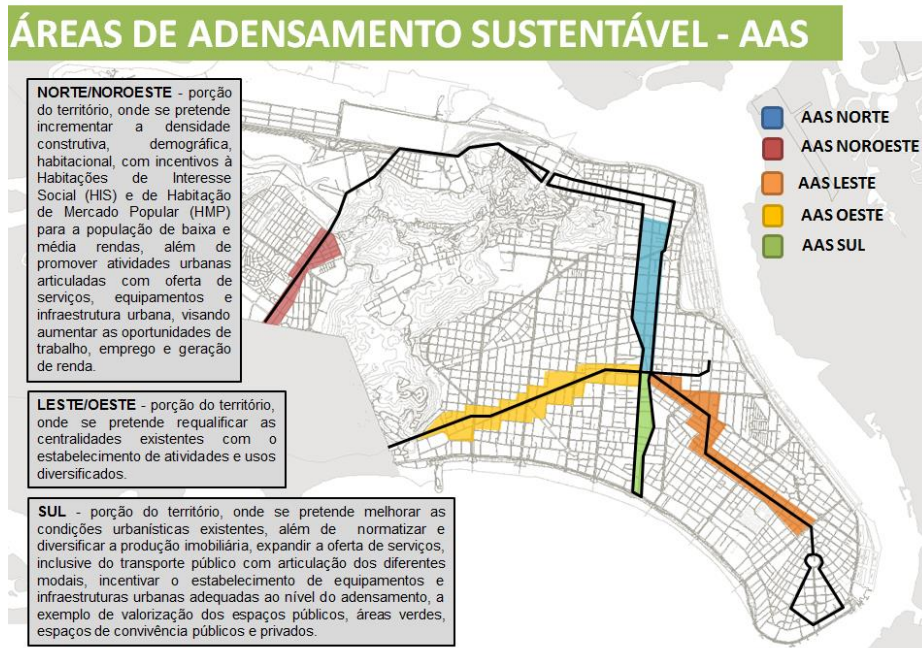 ÁREAS DE ADENSAMENTO SUSTENTÁVEL - AAS
NORTE/NOROESTE - porção
do território, onde se pretende
incrementar a densidade
construtiva, demográfica,
habitacional, com incentivos à
Habitações de Interesse
Social (HIS) e de Habitação
de Mercado Popular (HMP)
para a população de baixa e
média rendas, além de
promover atividades urbanas
articuladas com oferta de
serviços, equipamentos e
infraestrutura urbana, visando
aumentar as oportunidades de
trabalho, emprego e geração
de renda.
LESTE/OESTE - porção do território,
onde se pretende requalificar as
centralidades existentes com o
estabelecimento de atividades e usos
diversificados.
SUL - porção do território, onde se pretende melhorar as
condições urbanísticas existentes, além de normatizar e
diversificar a produção imobiliária, expandir a oferta de serviços,
inclusive do transporte público com articulação dos diferentes
modais, incentivar o estabelecimento de equipamentos e
infraestruturas urbanas adequadas ao nível do adensamento, a
exemplo de valorização dos espaços públicos, áreas verdes,
espaços de convivência públicos e privados.
AAS NORTE
AAS NOROESTE
AAS LESTE
AAS OESTE
AAS SUL